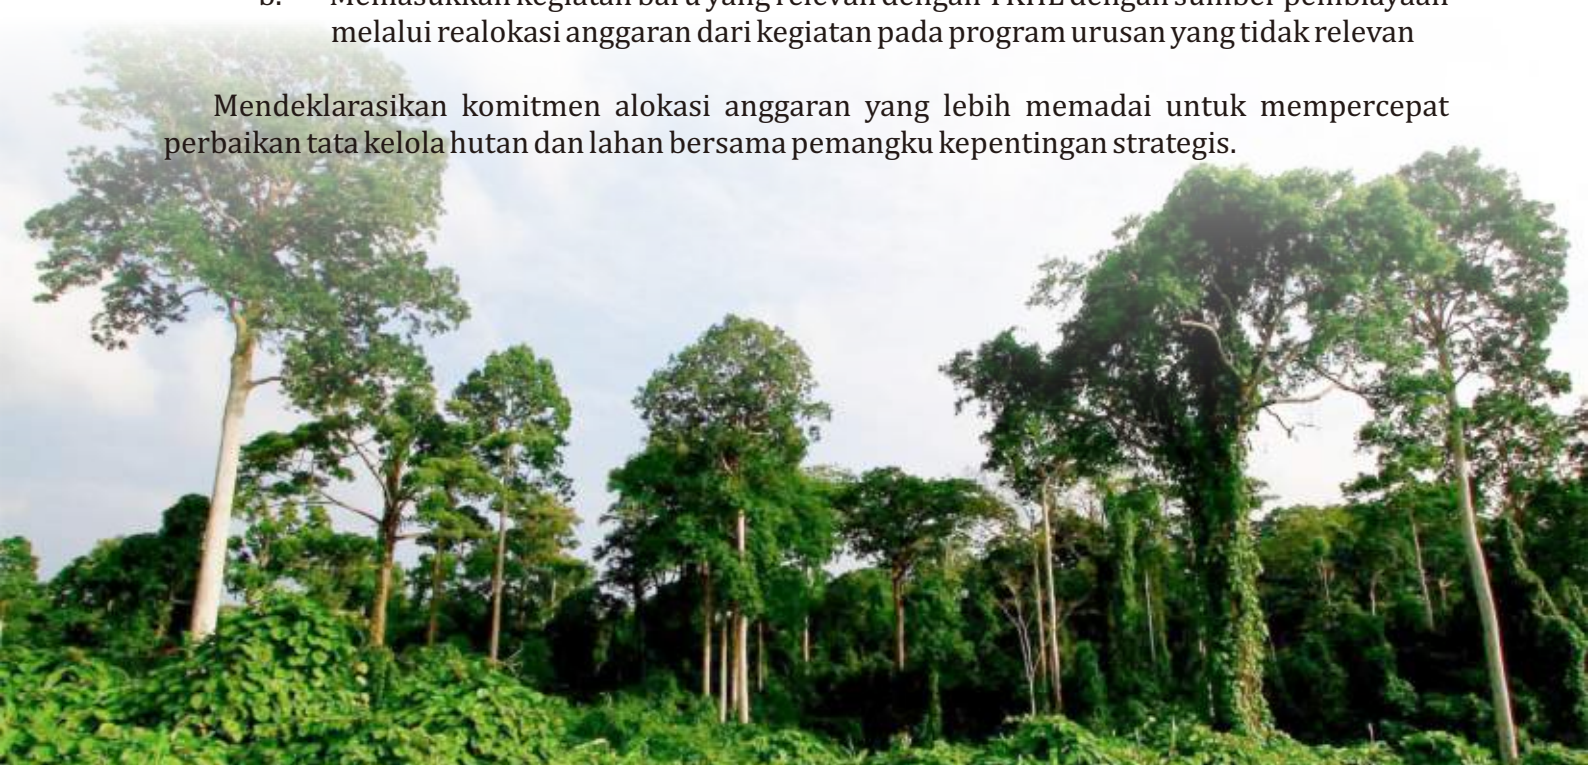 b. Memasukkan kegiatan baru yang relevan dengan TKHL dengan sumber pembiayaan
melalui realokasi anggaran dari kegiatan pada program urusan yang tidak relevan
Mendeklarasikan komitmen alokasi anggaran yang lebih memadai untuk mempercepat
perbaikan tata kelola hutan dan lahan bersama pemangku kepentingan strategis.